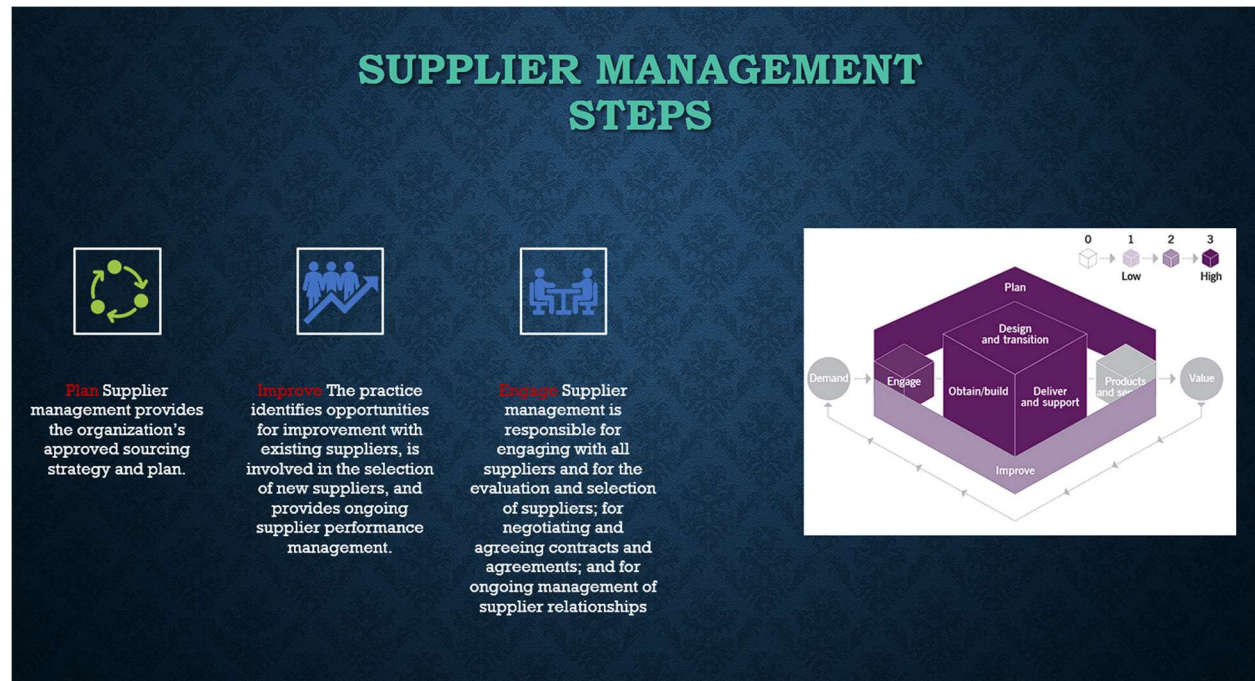 SUPPLIER MANAGEMENT
STEPS
Plan Supplier
management provides
the organization's
approved sourcing
strategy and plan.
Improve The practice
identifies opportunities
for improvement with
existing suppliers, is
involved in the selection
of new suppliers, and
provides ongoing
supplier performance
management.
Engage Supplier
management is
responsible for
engaging with all
suppliers and for the
evaluation and selection
of suppliers; for
negotiating and
agreeing contracts and
agreements; and for
ongoing management of
supplier relationships
0 1 2 3
Low High
Plan
Design
and transition
Demand
Engage
Obtain/build
Deliver
and support
Products
and
Value
Improve